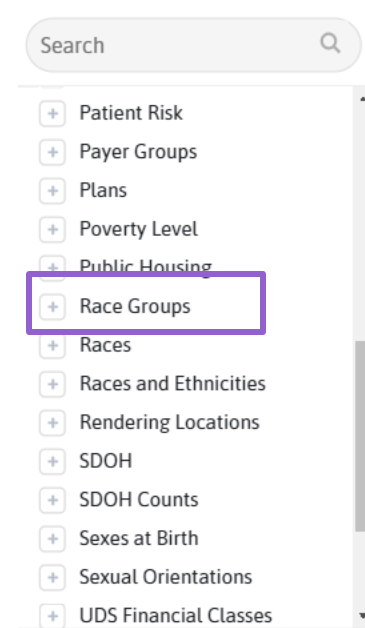 Search
Patient Risk
Payer Groups
Plans
Poverty Level
Public Housing
Race Groups
Races
Races and Ethnicities
Rendering Locations
SDOH
SDOH Counts
Sexes at Birth
Sexual Orientations
UDS Financial Classes